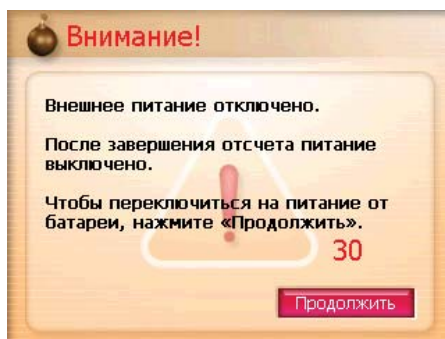 Внимание!
Внешнее питание отключено.
После завершения отсчета питание
выключено.
Чтобы переключиться на питание от
батареи, нажмите «Продолжить».
30
Продолжить